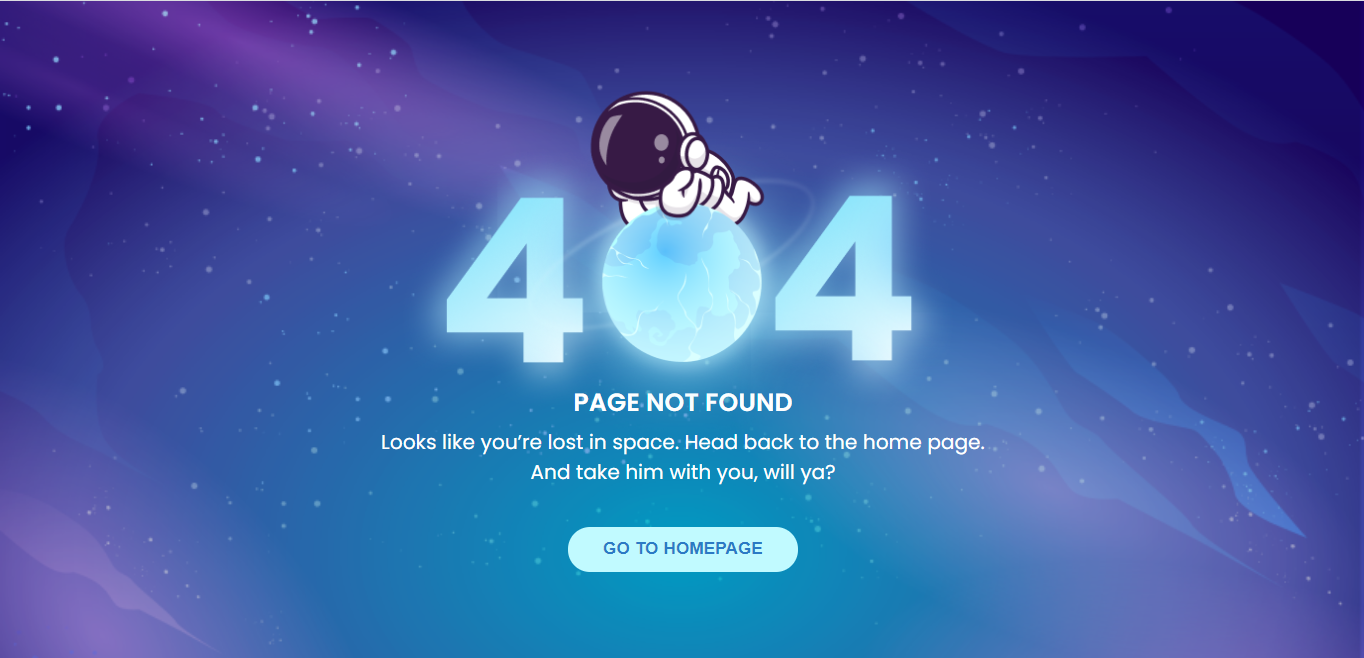 404
PAGE NOT FOUND
Looks like you’re lost in space. Head back to the home page.
And take him with you, will ya?
GO TO HOMEPAGE